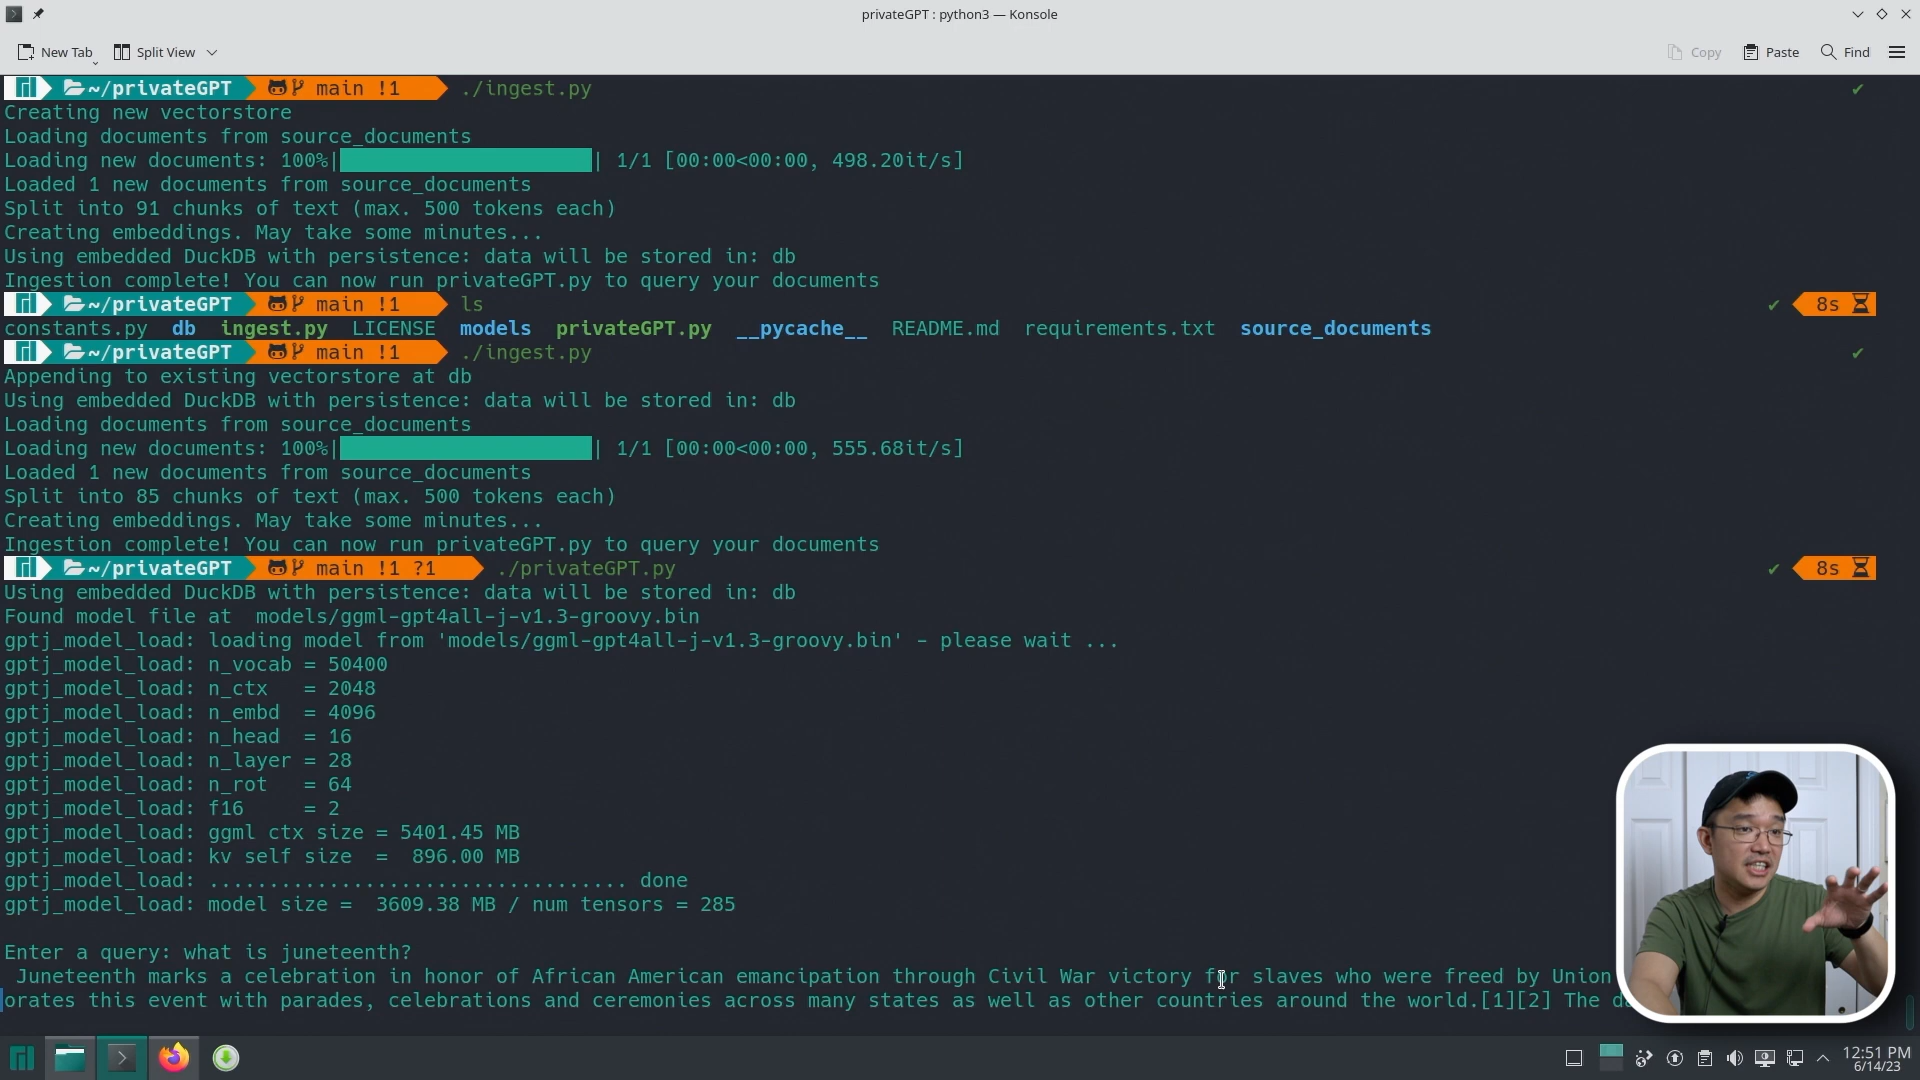 privateGPT : python3 — Konsole
New Tab Split View Copy Paste Find
~/privateGPT main !1 ./ingest.py ✔
Creating new vectorstore
Loading documents from source_documents
Loading new documents: 100%| | 1/1 [00:00<00:00, 498.20it/s]
Loaded 1 new documents from source_documents
Split into 91 chunks of text (max. 500 tokens each)
Creating embeddings. May take some minutes...
Using embedded DuckDB with persistence: data will be stored in: db
Ingestion complete! You can now run privateGPT.py to query your documents
~/privateGPT main !1 ls ✔ 8s
constants.py db ingest.py LICENSE models privateGPT.py __pycache__ README.md requirements.txt source_documents
~/privateGPT main !1 ./ingest.py ✔
Appending to existing vectorstore at db
Using embedded DuckDB with persistence: data will be stored in: db
Loading documents from source_documents
Loading new documents: 100%| | 1/1 [00:00<00:00, 555.68it/s]
Loaded 1 new documents from source_documents
Split into 85 chunks of text (max. 500 tokens each)
Creating embeddings. May take some minutes...
Ingestion complete! You can now run privateGPT.py to query your documents
~/privateGPT main !1 ?1 ./privateGPT.py ✔ 8s
Using embedded DuckDB with persistence: data will be stored in: db
Found model file at  models/ggml-gpt4all-j-v1.3-groovy.bin
gptj_model_load: loading model from 'models/ggml-gpt4all-j-v1.3-groovy.bin' - please wait ...
gptj_model_load: n_vocab = 50400
gptj_model_load: n_ctx   = 2048
gptj_model_load: n_embd  = 4096
gptj_model_load: n_head  = 16
gptj_model_load: n_layer = 28
gptj_model_load: n_rot   = 64
gptj_model_load: f16     = 2
gptj_model_load: ggml ctx size = 5401.45 MB
gptj_model_load: kv self size  =  896.00 MB
gptj_model_load: ................................... done
gptj_model_load: model size =  3609.38 MB / num tensors = 285
Enter a query: what is juneteenth?
Juneteenth marks a celebration in honor of African American emancipation through Civil War victory for slaves who were freed by Union
orates this event with parades, celebrations and ceremonies across many states as well as other countries around the world.[1][2] The
12:51 PM
6/14/23